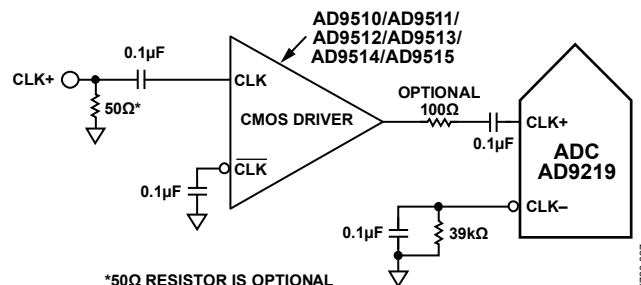 AD9510/AD9511/
AD9512/AD9513/
AD9514/AD9515
0.1µF
CLK+
CLK
50Ω*
CMOS DRIVER
CLK
0.1µF
OPTIONAL
100Ω
0.1µF
CLK+
ADC
AD9219
CLK–
0.1µF
39kΩ
*50Ω RESISTOR IS OPTIONAL